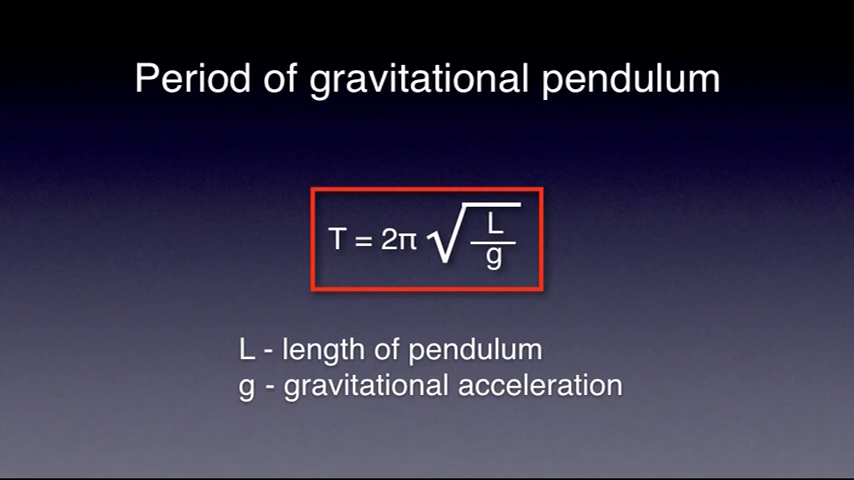 Period of gravitational pendulum
T = 2π √(L/g)
L - length of pendulum
g - gravitational acceleration